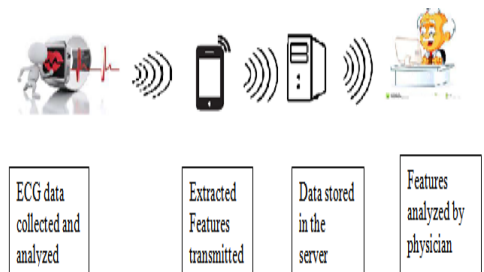 ECG data
collected and
analyzed
Extracted
Features
transmitted
Data stored
in the
server
Features
analyzed by
physician